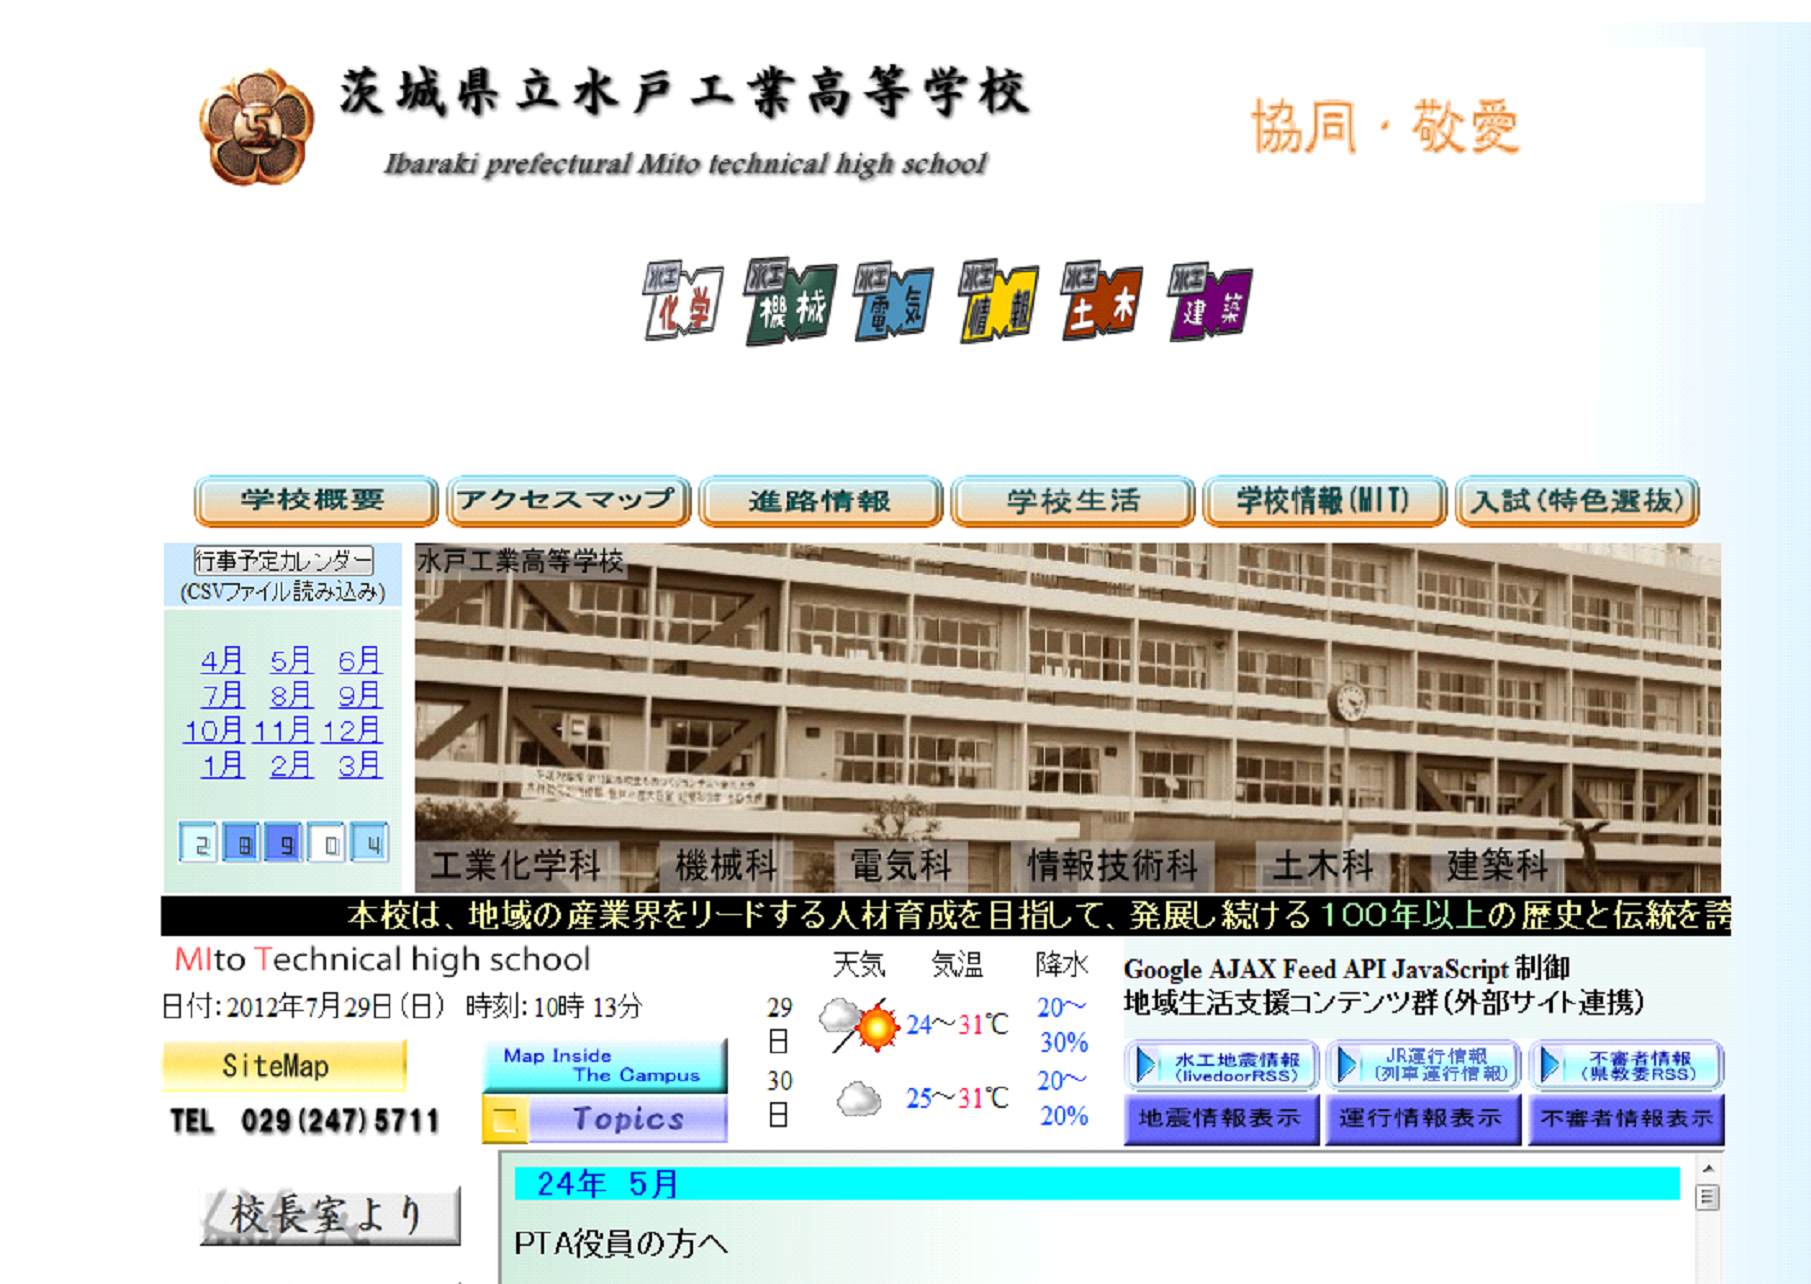 茨城県立水戸工業高等学校
Ibaraki prefectural Mito technical high school
協同・敬愛
水工 化学 水工 機械 水工 電気 水工 情報 水工 土木 水工 建築
学校概要 アクセスマップ 進路情報 学校生活 学校情報(MIT) 入試(特色選抜)
行事予定カレンダー
(CSVファイル読み込み)
4月 5月 6月
7月 8月 9月
10月 11月 12月
1月 2月 3月
2 8 9 0 4
水戸工業高等学校
工業化学科 機械科 電気科 情報技術科 土木科 建築科
本校は、地域の産業界をリードする人材育成を目指して、発展し続ける100年以上の歴史と伝統を誇
MIto Technical high school
日付:2012年7月29日(日) 時刻:10時 13分
SiteMap
TEL 029(247)5711
Map Inside
The Campus
Topics
天気 気温 降水
29日 24～31℃ 20～30%
30日 25～31℃ 20～20%
Google AJAX Feed API JavaScript 制御
地域生活支援コンテンツ群(外部サイト連携)
水工地震情報
(livedoorRSS)
JR運行情報
(列車運行情報)
不審者情報
(県教委RSS)
地震情報表示 運行情報表示 不審者情報表示
校長室より
24年 5月
PTA役員の方へ